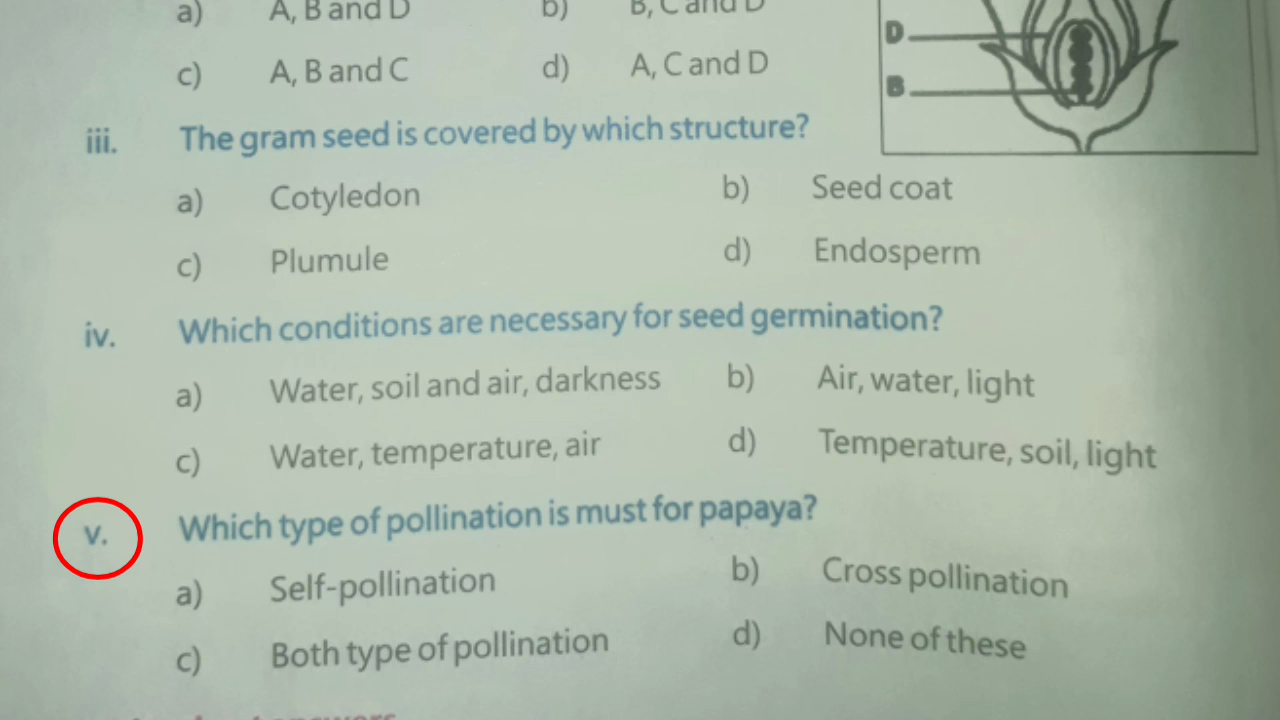 a) A, B and D b) B, C and D
c) A, B and C d) A, C and D
D
B
iii. The gram seed is covered by which structure?
a) Cotyledon b) Seed coat
c) Plumule d) Endosperm
iv. Which conditions are necessary for seed germination?
a) Water, soil and air, darkness b) Air, water, light
c) Water, temperature, air d) Temperature, soil, light
v. Which type of pollination is must for papaya?
a) Self-pollination b) Cross pollination
c) Both type of pollination d) None of these
answers